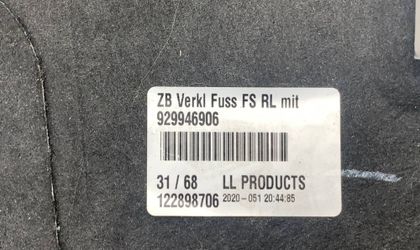 ZB Verkl Fuss FS RL mit
929946906
31 / 68 LL PRODUCTS
122898706 2020-051 20:44:85